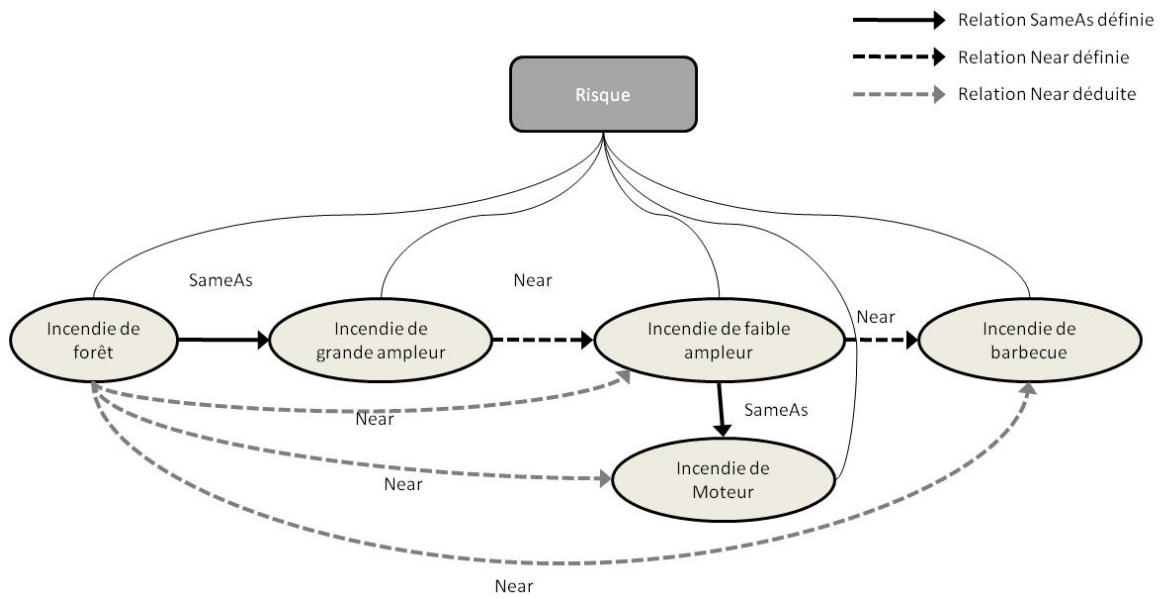 Relation SameAs définie
Relation Near définie
Relation Near déduite
Risque
SameAs
Near
Near
Incendie de
forêt
Incendie de
grande ampleur
Incendie de faible
ampleur
Incendie de
barbecue
SameAs
Near
Incendie de
Moteur
Near
Near